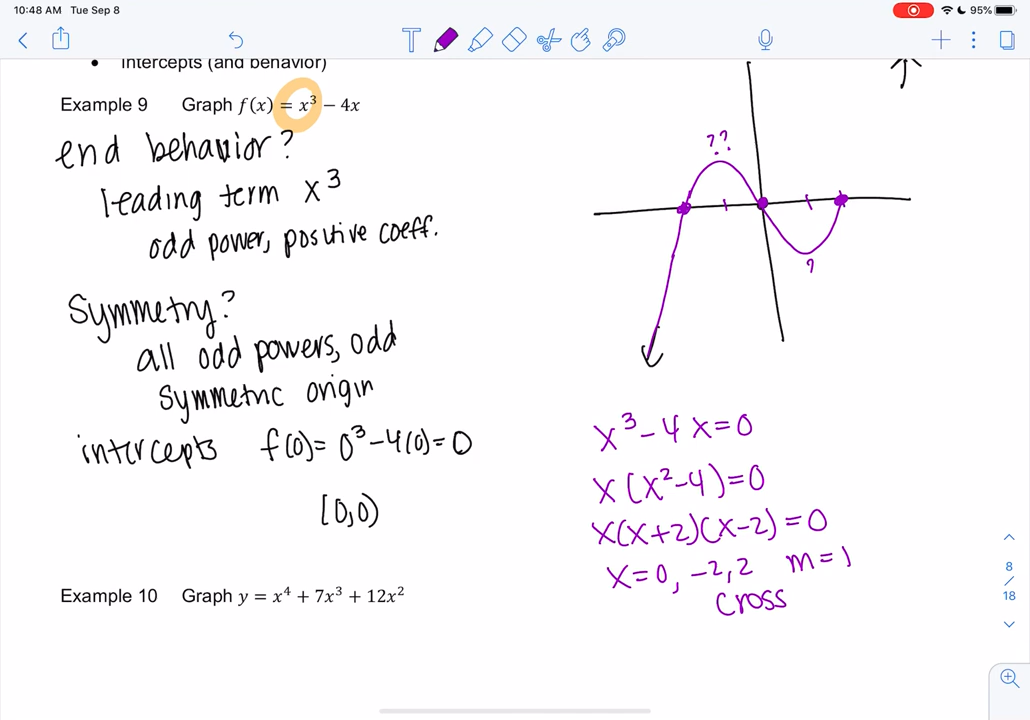 10:48 AM Tue Sep 8
95%
• Intercepts (and behavior)
Example 9 Graph f(x) = x³ − 4x
end behavior?
leading term x³
odd power, positive coeff.
Symmetry?
all odd powers, odd
symmetric origin
intercepts f(0) = 0³ − 4(0) = 0
(0,0)
Example 10 Graph y = x⁴ + 7x³ + 12x²
??
?
x³ − 4x = 0
x(x² − 4) = 0
x(x+2)(x−2) = 0
x = 0, −2, 2 m = 1
cross
8
/
18